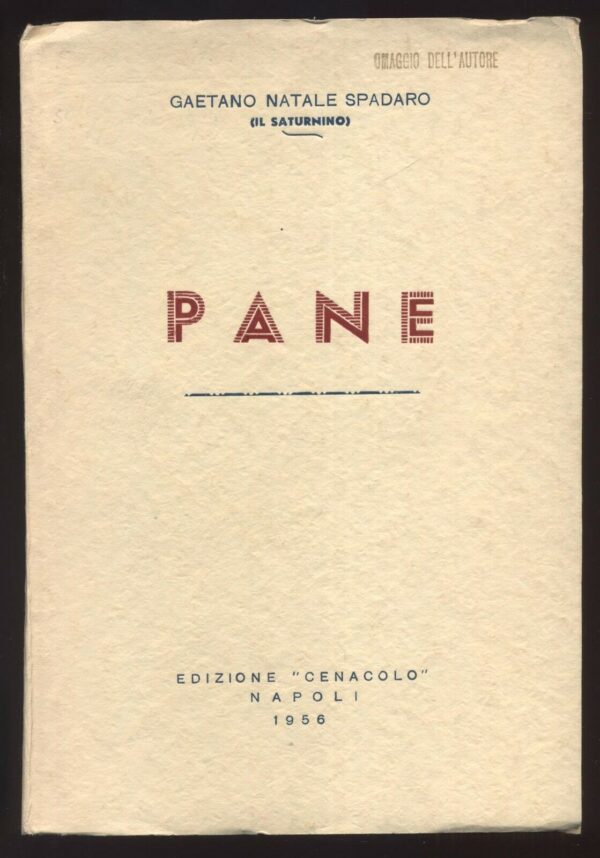 OMAGGIO DELL'AUTORE
GAETANO NATALE SPADARO
(IL SATURNINO)
PANE
EDIZIONE "CENACOLO"
NAPOLI
1956